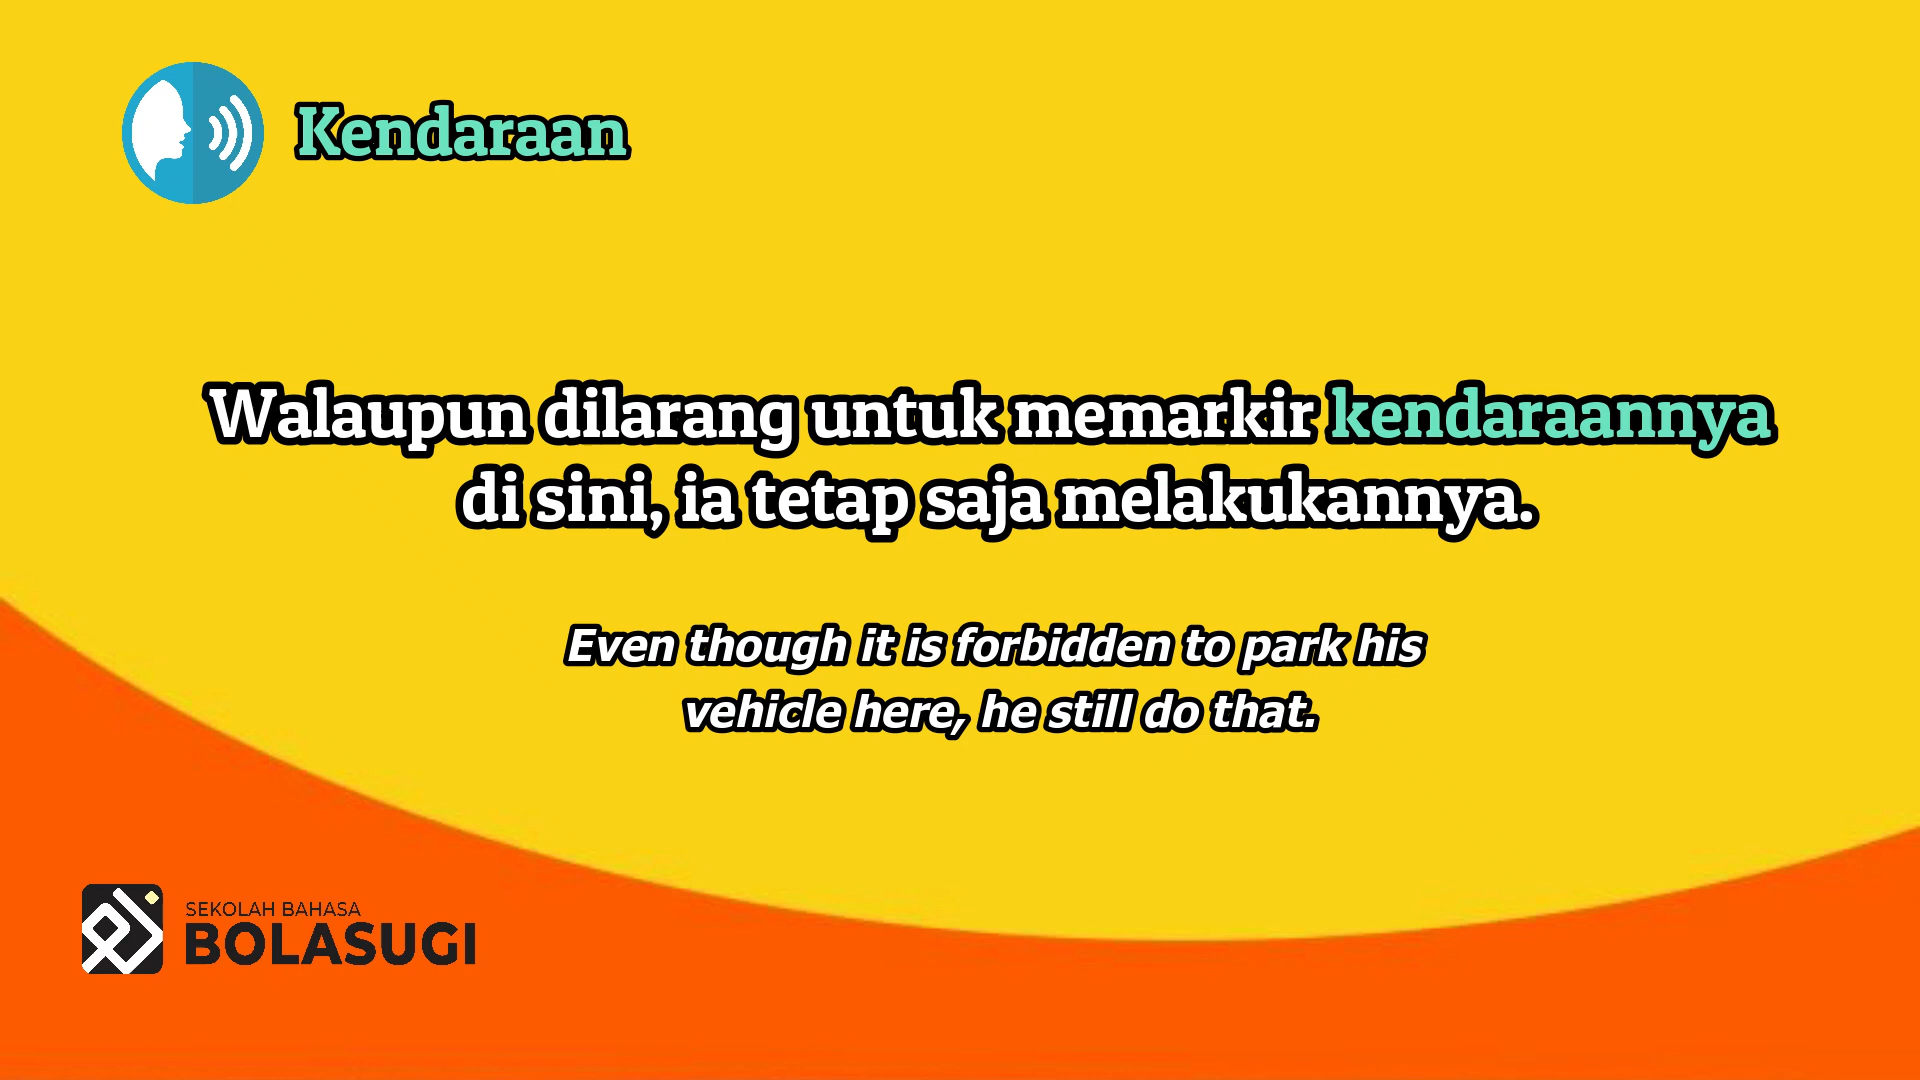 Kendaraan
Walaupun dilarang untuk memarkir kendaraannya
di sini, ia tetap saja melakukannya.
Even though it is forbidden to park his
vehicle here, he still do that.
SEKOLAH BAHASA
BOLASUGI